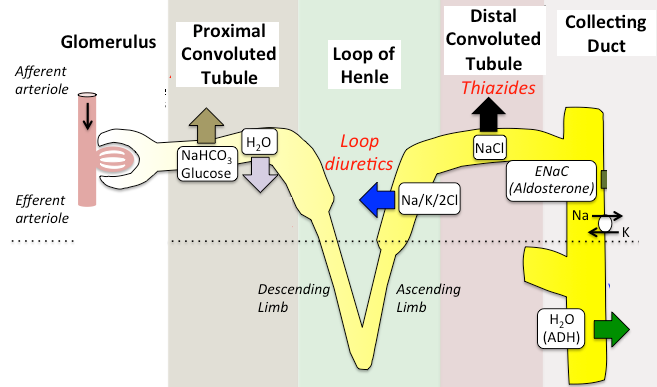 Glomerulus
Proximal
Convoluted
Tubule
Loop of
Henle
Distal
Convoluted
Tubule
Collecting
Duct
Afferent
arteriole
Efferent
arteriole
NaHCO₃
Glucose
H₂O
Loop
diuretics
Na/K/2Cl
Thiazides
NaCl
ENaC
(Aldosterone)
Na
K
Descending
Limb
Ascending
Limb
H₂O
(ADH)